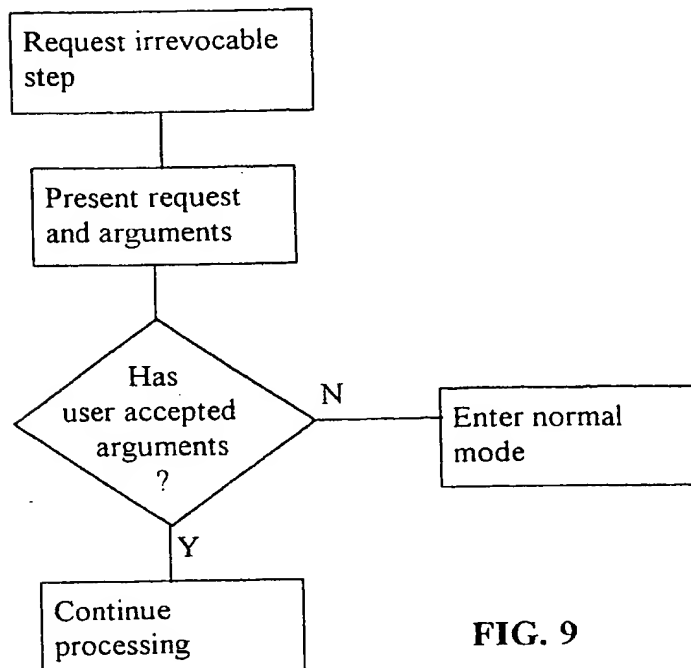 Request irrevocable
step
Present request
and arguments
Has
user accepted
arguments
?
N
Enter normal
mode
Y
Continue
processing
FIG. 9